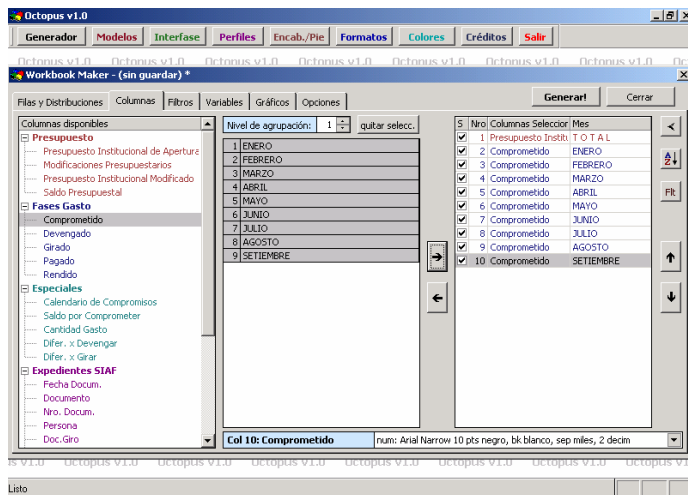 Octopus v1.0
Generador Modelos Interfase Perfiles Encab./Pie Formatos Colores Créditos Salir
Workbook Maker - (sin guardar) *
Filas y Distribuciones Columnas Filtros Variables Gráficos Opciones Generar! Cerrar
Columnas disponibles
Presupuesto
Presupuesto Institucional de Apertura
Modificaciones Presupuestarios
Presupuesto Institucional Modificado
Saldo Presupuestal
Fases Gasto
Comprometido
Devengado
Girado
Pagado
Rendido
Especiales
Calendario de Compromisos
Saldo por Comprometer
Cantidad Gasto
Difer. x Devengar
Difer. x Girar
Expedientes SIAF
Fecha Docum.
Documento
Nro. Docum.
Persona
Doc.Giro
Nivel de agrupación: 1 quitar selecc.
1 ENERO
2 FEBRERO
3 MARZO
4 ABRIL
5 MAYO
6 JUNIO
7 JULIO
8 AGOSTO
9 SETIEMBRE
S Nro Columnas Seleccior Mes
1 Presupuesto Institu T O T A L
2 Comprometido ENERO
3 Comprometido FEBRERO
4 Comprometido MARZO
5 Comprometido ABRIL
6 Comprometido MAYO
7 Comprometido JUNIO
8 Comprometido JULIO
9 Comprometido AGOSTO
10 Comprometido SETIEMBRE
Flt
Col 10: Comprometido num: Arial Narrow 10 pts negro, bk blanco, sep miles, 2 decim
Listo